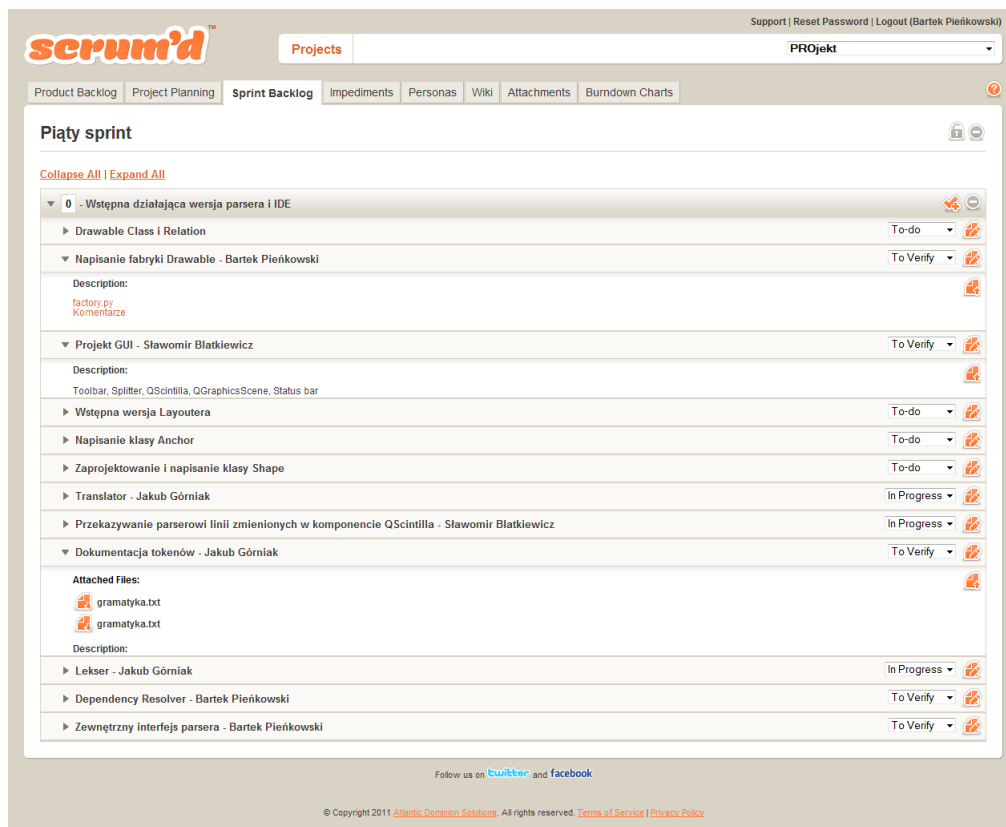 Support | Reset Password | Logout (Bartek Pieńkowski)
scrum'd TM
Projects
PROjekt
Product Backlog Project Planning Sprint Backlog Impediments Personas Wiki Attachments Burndown Charts ?
Piąty sprint
Collapse All | Expand All
0 - Wstępna działająca wersja parsera i IDE
Drawable Class i Relation To-do
Napisanie fabryki Drawable - Bartek Pieńkowski To Verify
Description:
factory.py
Komentarze
Projekt GUI - Sławomir Blatkiewicz To Verify
Description:
Toolbar, Splitter, QScintilla, QGraphicsScene, Status bar
Wstępna wersja Layoutera To-do
Napisanie klasy Anchor To-do
Zaprojektowanie i napisanie klasy Shape To-do
Translator - Jakub Górniak In Progress
Przekazywanie parserowi linii zmienionych w komponencie QScintilla - Sławomir Blatkiewicz In Progress
Dokumentacja tokenów - Jakub Górniak To Verify
Attached Files:
gramatyka.txt
gramatyka.txt
Description:
Lekser - Jakub Górniak In Progress
Dependency Resolver - Bartek Pieńkowski To Verify
Zewnętrzny interfejs parsera - Bartek Pieńkowski To Verify
Follow us on twitter and facebook
© Copyright 2011 Atlantic Dominion Solutions. All rights reserved. Terms of Service | Privacy Policy